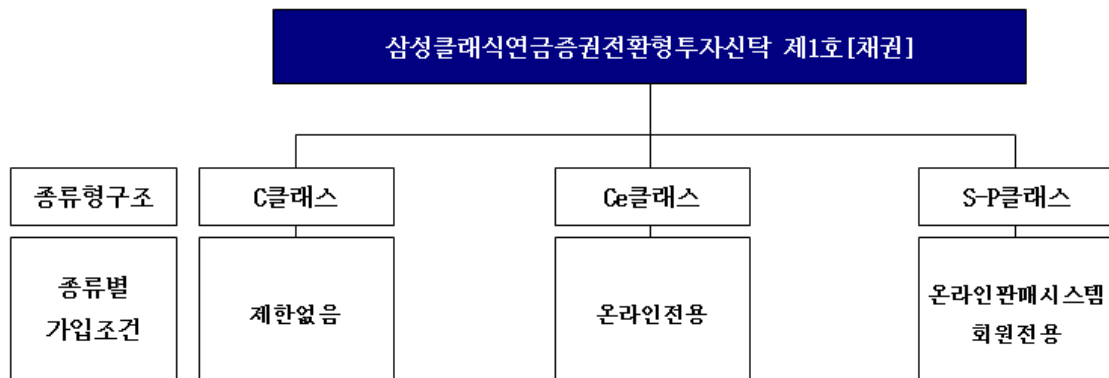 삼성클래식연금증권전환형투자신탁 제1호[채권]
종류형구조
C클래스
Ce클래스
S-P클래스
종류별
가입조건
제한없음
온라인전용
온라인판매시스템
회원전용